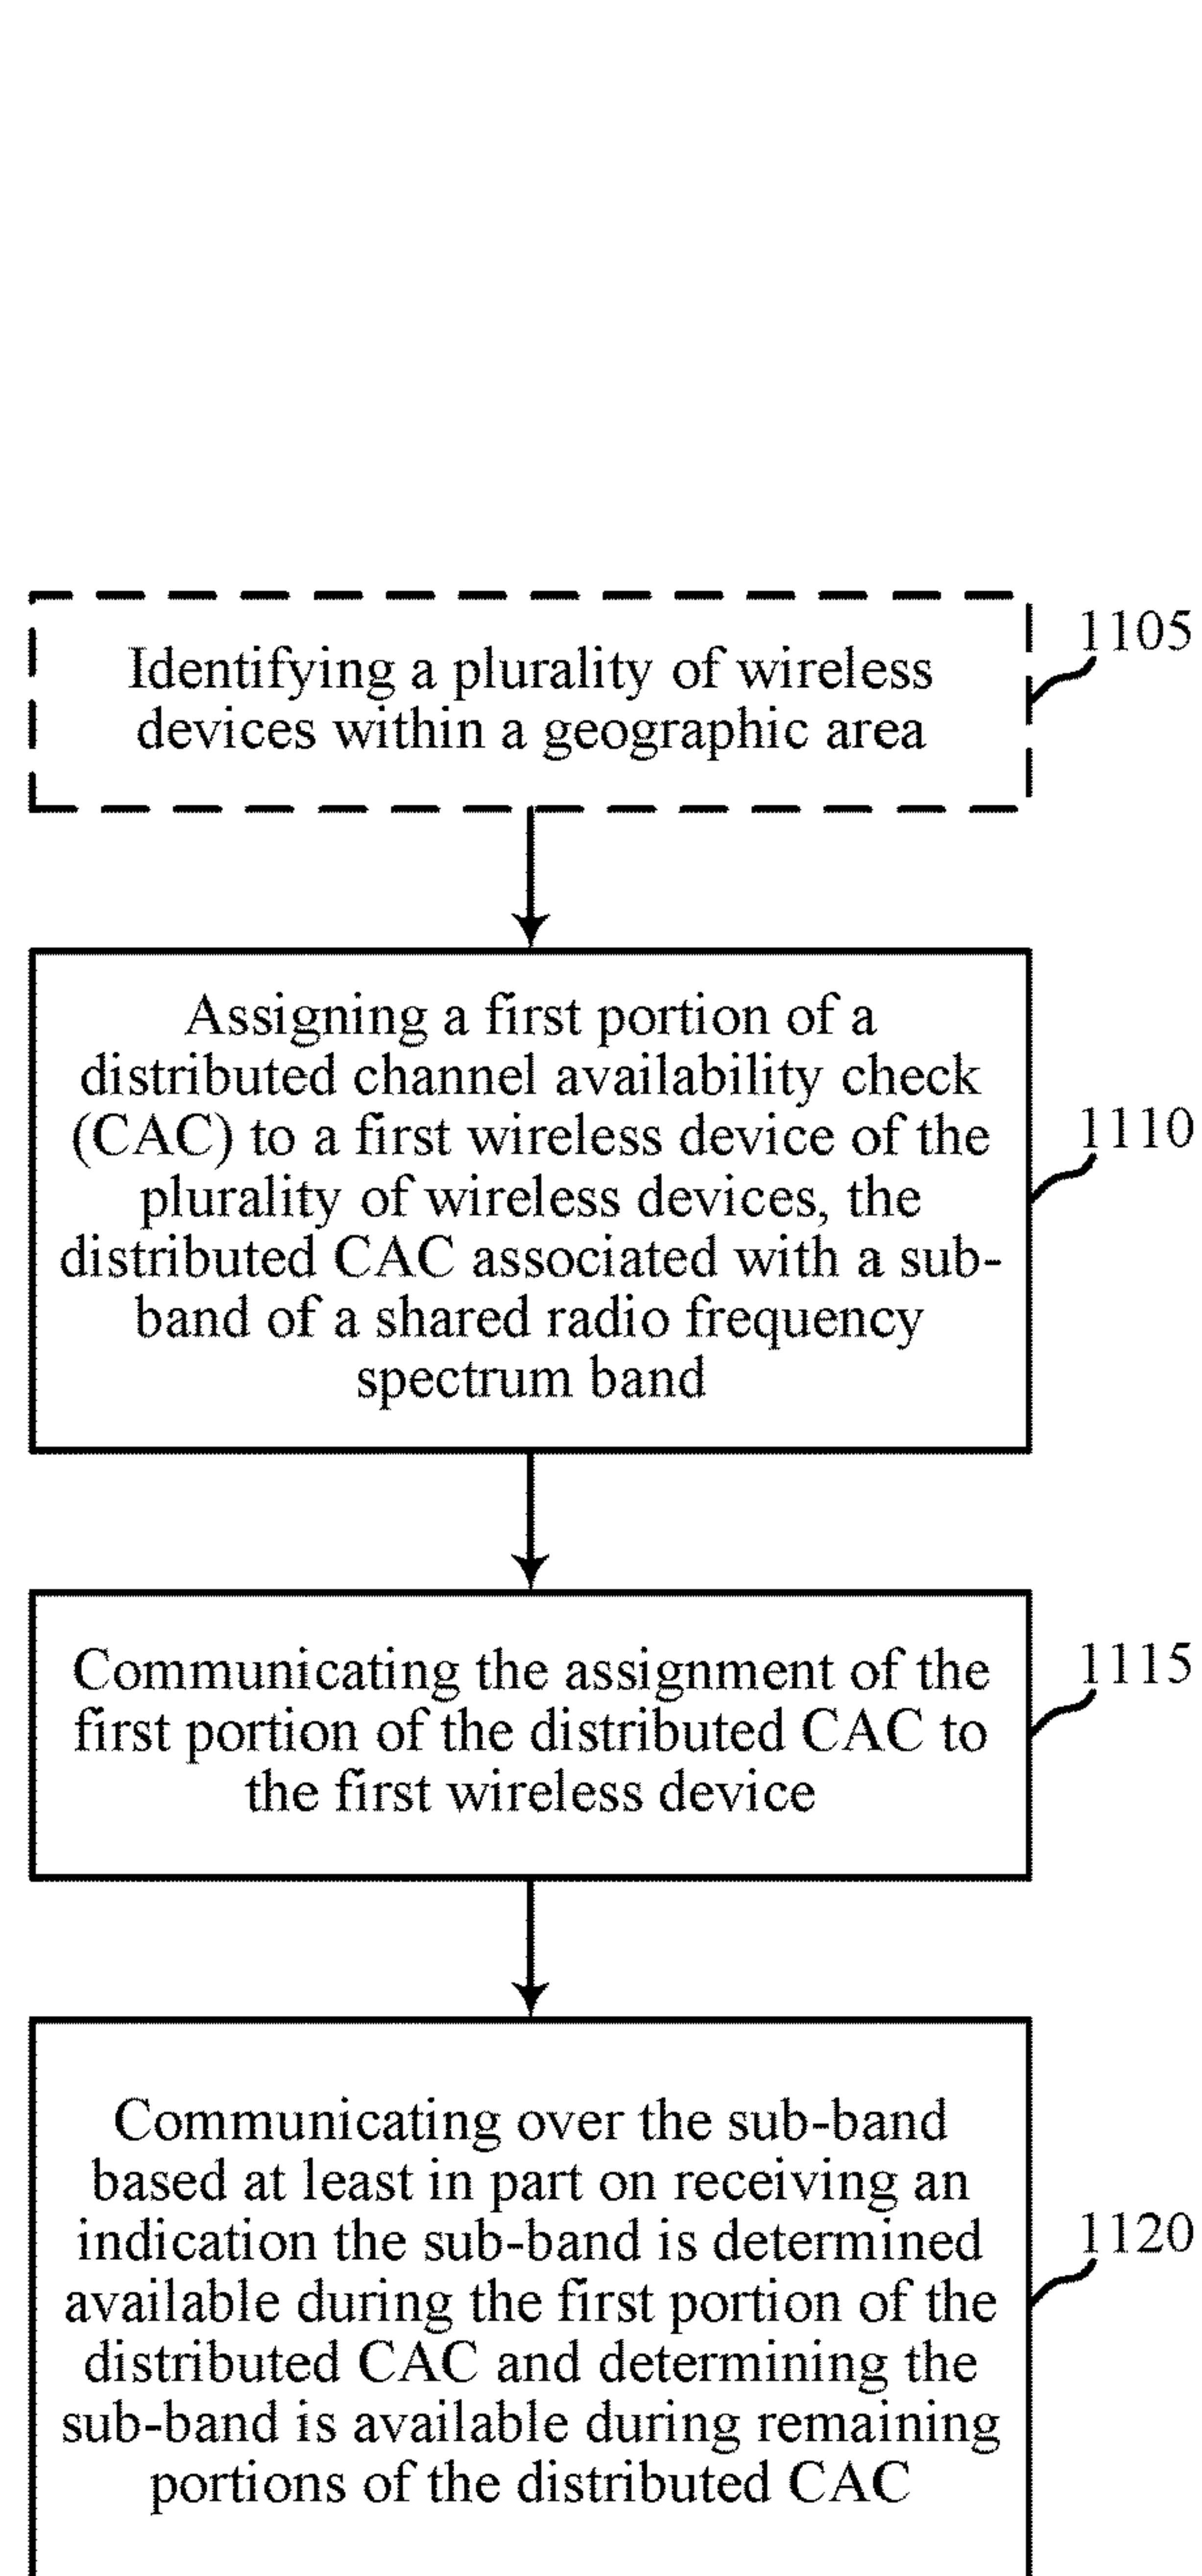 Identifying a plurality of wireless
devices within a geographic area
1105
Assigning a first portion of a
distributed channel availability check
(CAC) to a first wireless device of the
plurality of wireless devices, the
distributed CAC associated with a sub-
band of a shared radio frequency
spectrum band
1110
Communicating the assignment of the
first portion of the distributed CAC to
the first wireless device
1115
Communicating over the sub-band
based at least in part on receiving an
indication the sub-band is determined
available during the first portion of the
distributed CAC and determining the
sub-band is available during remaining
portions of the distributed CAC
1120